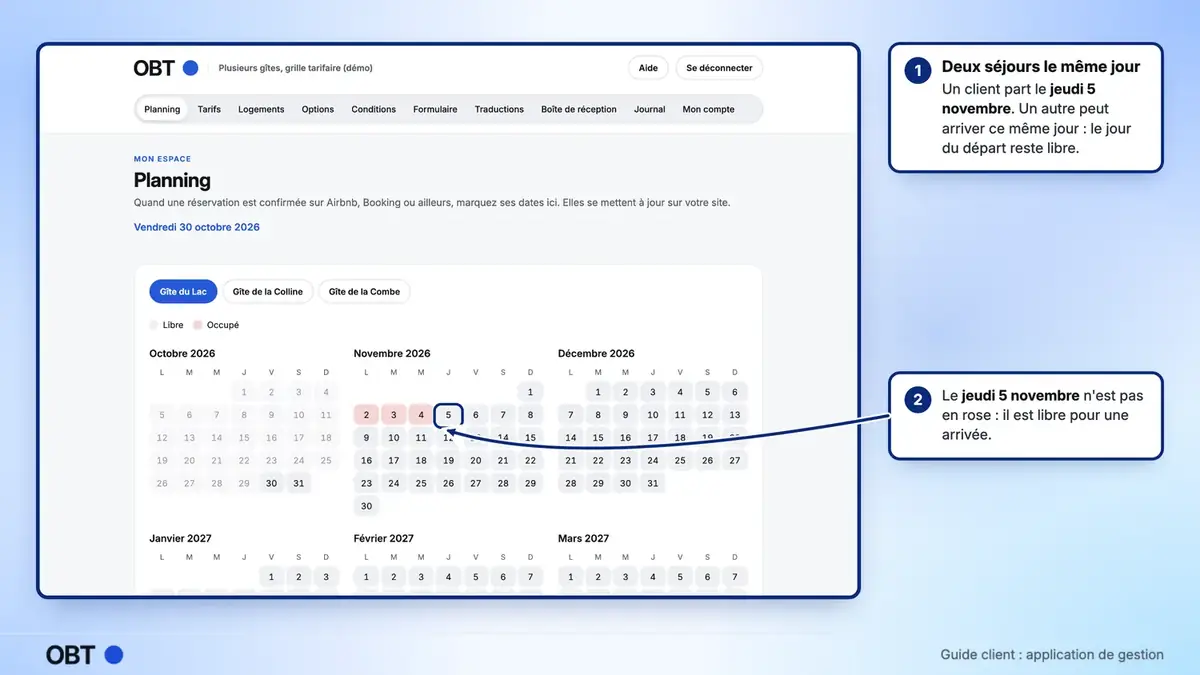 OBT
Plusieurs gîtes, grille tarifaire (démo)
Aide
Se déconnecter
Planning Tarifs Logements Options Conditions Formulaire Traductions Boîte de réception Journal Mon compte
MON ESPACE
Planning
Quand une réservation est confirmée sur Airbnb, Booking ou ailleurs, marquez ses dates ici. Elles se mettent à jour sur votre site.
Vendredi 30 octobre 2026
Gîte du Lac Gîte de la Colline Gîte de la Combe
Libre Occupé
Octobre 2026
L M M J V S D
1 2 3 4
5 6 7 8 9 10 11
12 13 14 15 16 17 18
19 20 21 22 23 24 25
26 27 28 29 30 31
Novembre 2026
L M M J V S D
1
2 3 4 5 6 7 8
9 10 11 14 15
16 17 18 19 20 21 22
23 24 25 26 27 28 29
30
Décembre 2026
L M M J V S D
1 2 3 4 5 6
7 8 9 10 11 12 13
14 15 16 17 18 19
21 22 23 24 25 26 27
28 29 30 31
Janvier 2027
L M M J V S D
1 2 3
Février 2027
L M M J V S D
1 2 3 4 5 6 7
Mars 2027
L M M J V S D
1 2 3 4 5 6 7
1
Deux séjours le même jour
Un client part le jeudi 5
novembre. Un autre peut
arriver ce même jour : le jour
du départ reste libre.
2
Le jeudi 5 novembre n'est pas
en rose : il est libre pour une
arrivée.
OBT
Guide client : application de gestion